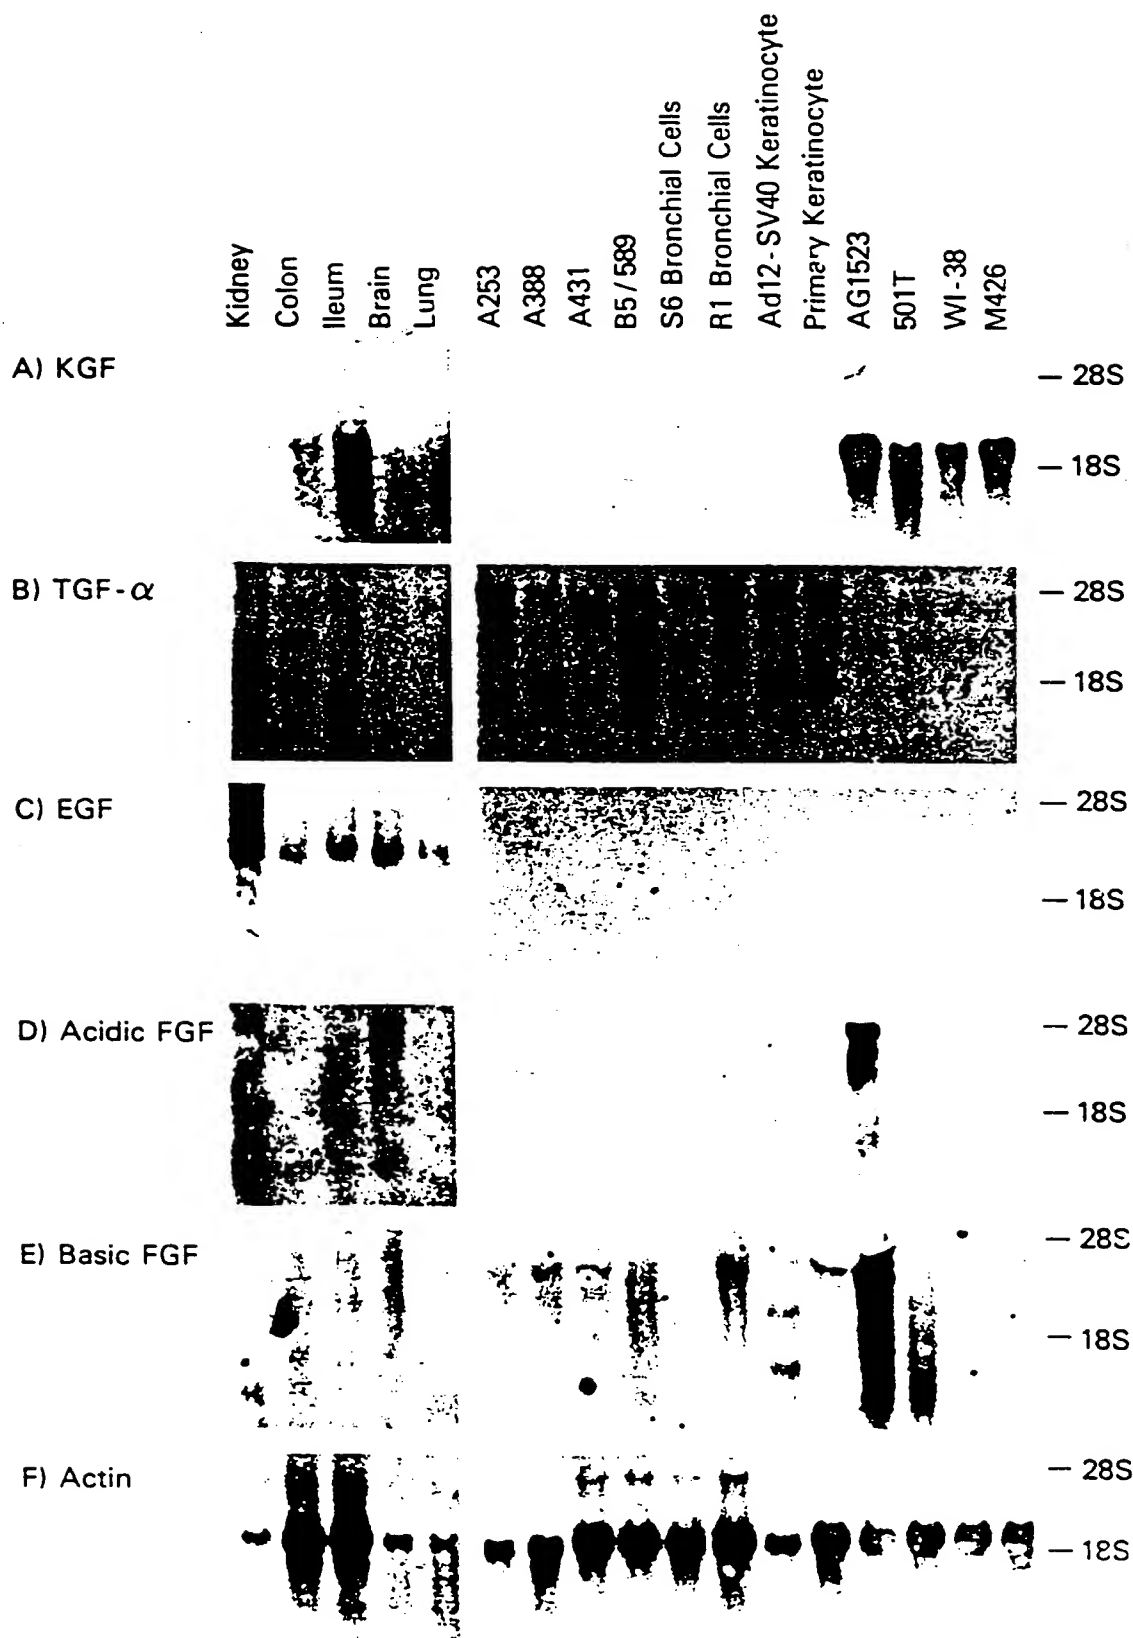 Kidney
Colon
Ileum
Brain
Lung
A253
A388
A431
B5 / 589
S6 Bronchial Cells
R1 Bronchial Cells
Ad12-SV40 Keratinocyte
Primary Keratinocyte
AG1523
501T
WI-38
M426
A) KGF
— 28S
— 18S
B) TGF-α
— 28S
— 18S
C) EGF
— 28S
— 18S
D) Acidic FGF
— 28S
— 18S
E) Basic FGF
— 28S
— 18S
F) Actin
— 28S
— 18S